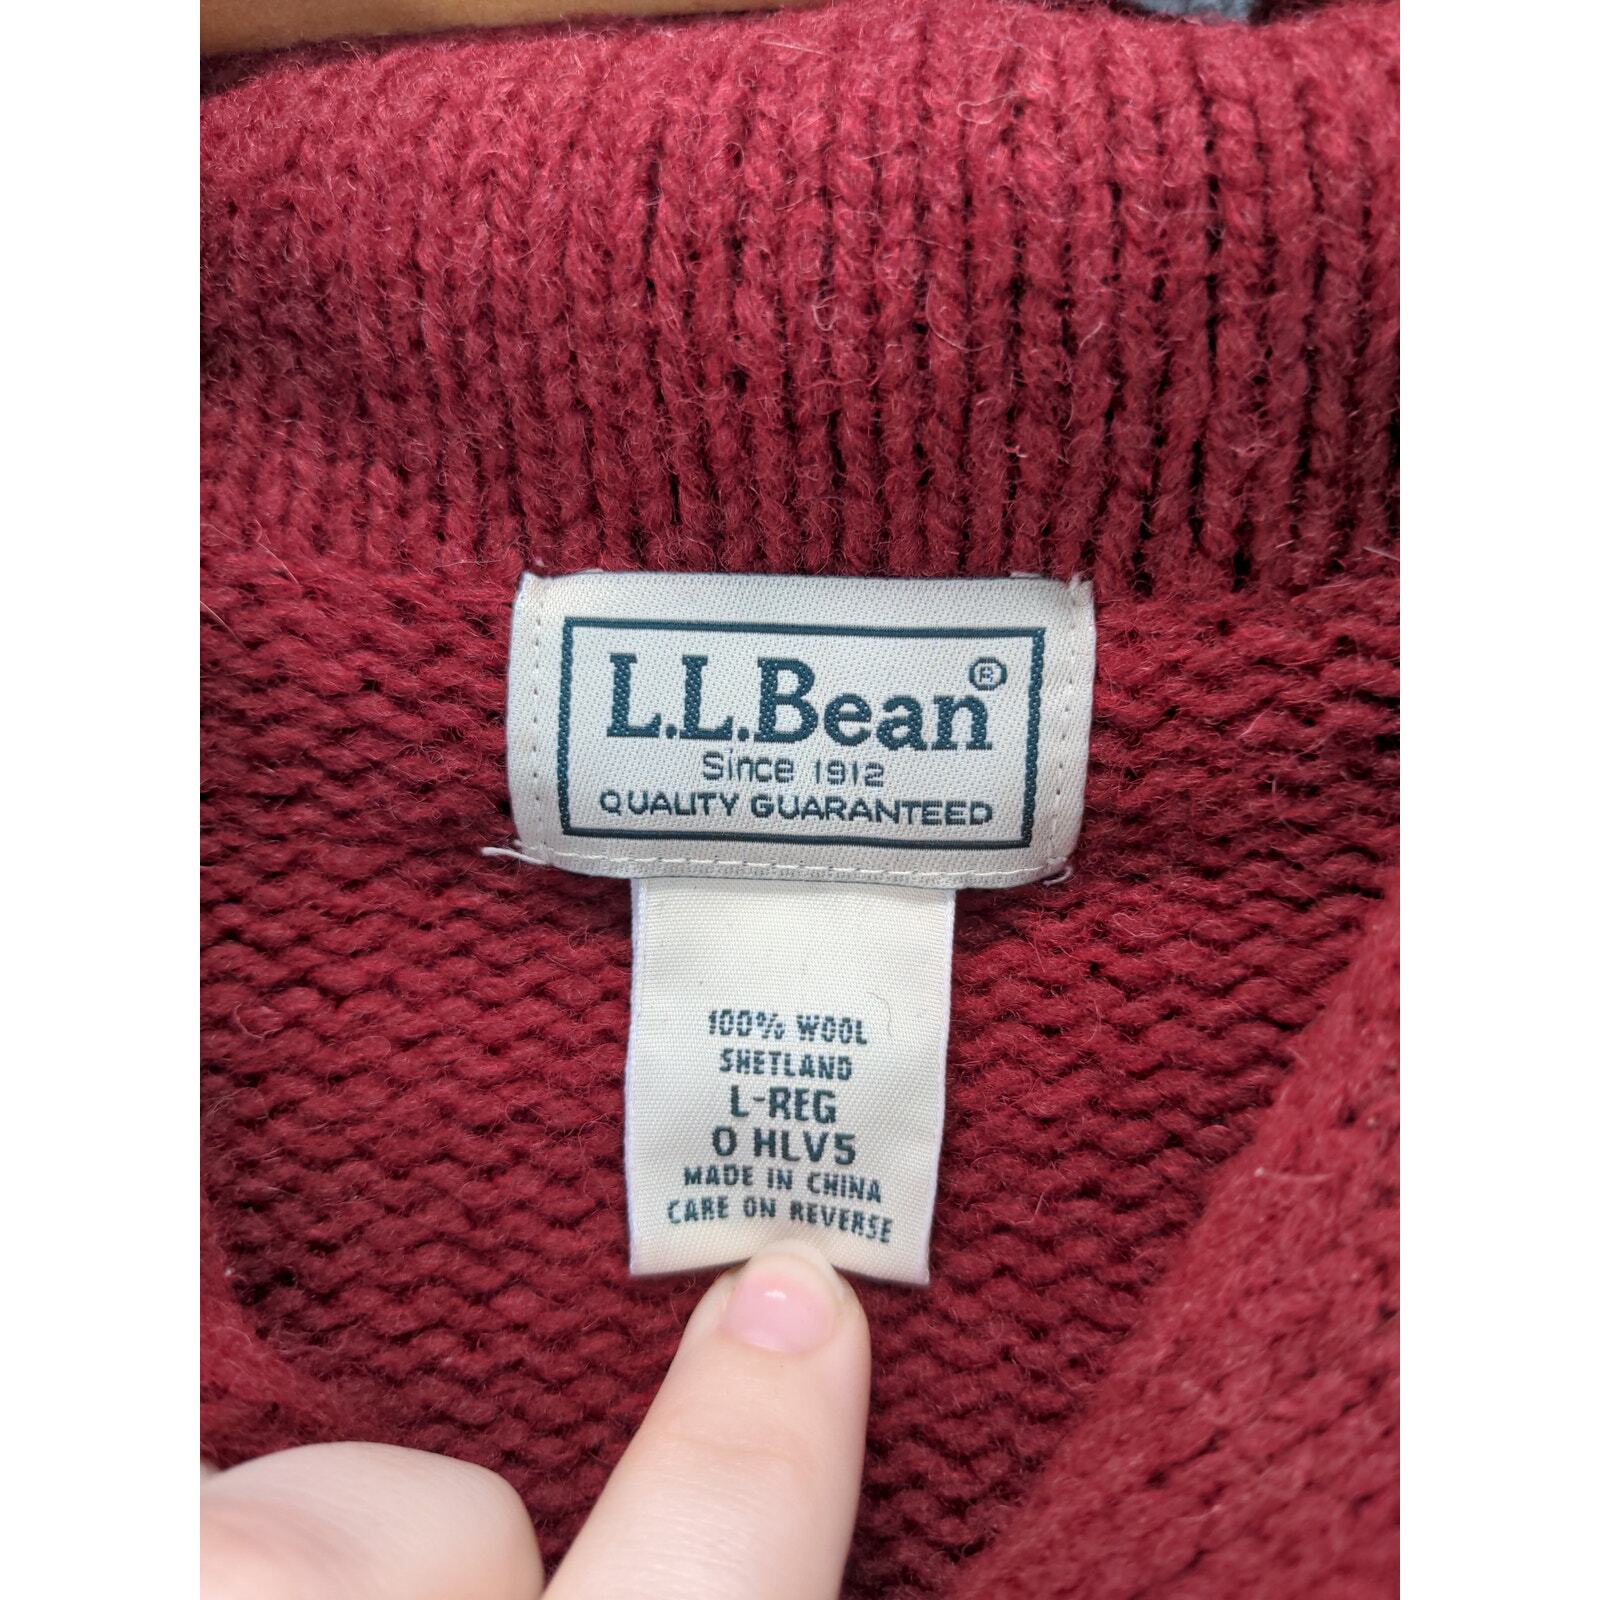 L.L.Bean®
Since 1912
QUALITY GUARANTEED
100% WOOL
SHETLAND
L-REG
0 HLV5
MADE IN CHINA
CARE ON REVERSE